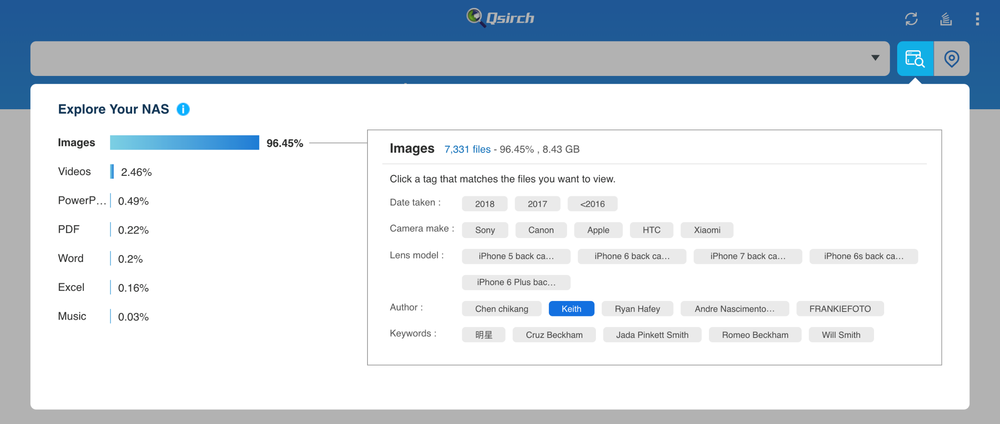 Qsirch
Explore Your NAS
Images 96.45%
Videos 2.46%
PowerP... 0.49%
PDF 0.22%
Word 0.2%
Excel 0.16%
Music 0.03%
Images 7,331 files - 96.45% , 8.43 GB
Click a tag that matches the files you want to view.
Date taken : 2018 2017 <2016
Camera make : Sony Canon Apple HTC Xiaomi
Lens model : iPhone 5 back ca... iPhone 6 back ca... iPhone 7 back ca... iPhone 6s back ca...
iPhone 6 Plus bac...
Author : Chen chikang Keith Ryan Hafey Andre Nascimento... FRANKIEFOTO
Keywords : 明星 Cruz Beckham Jada Pinkett Smith Romeo Beckham Will Smith